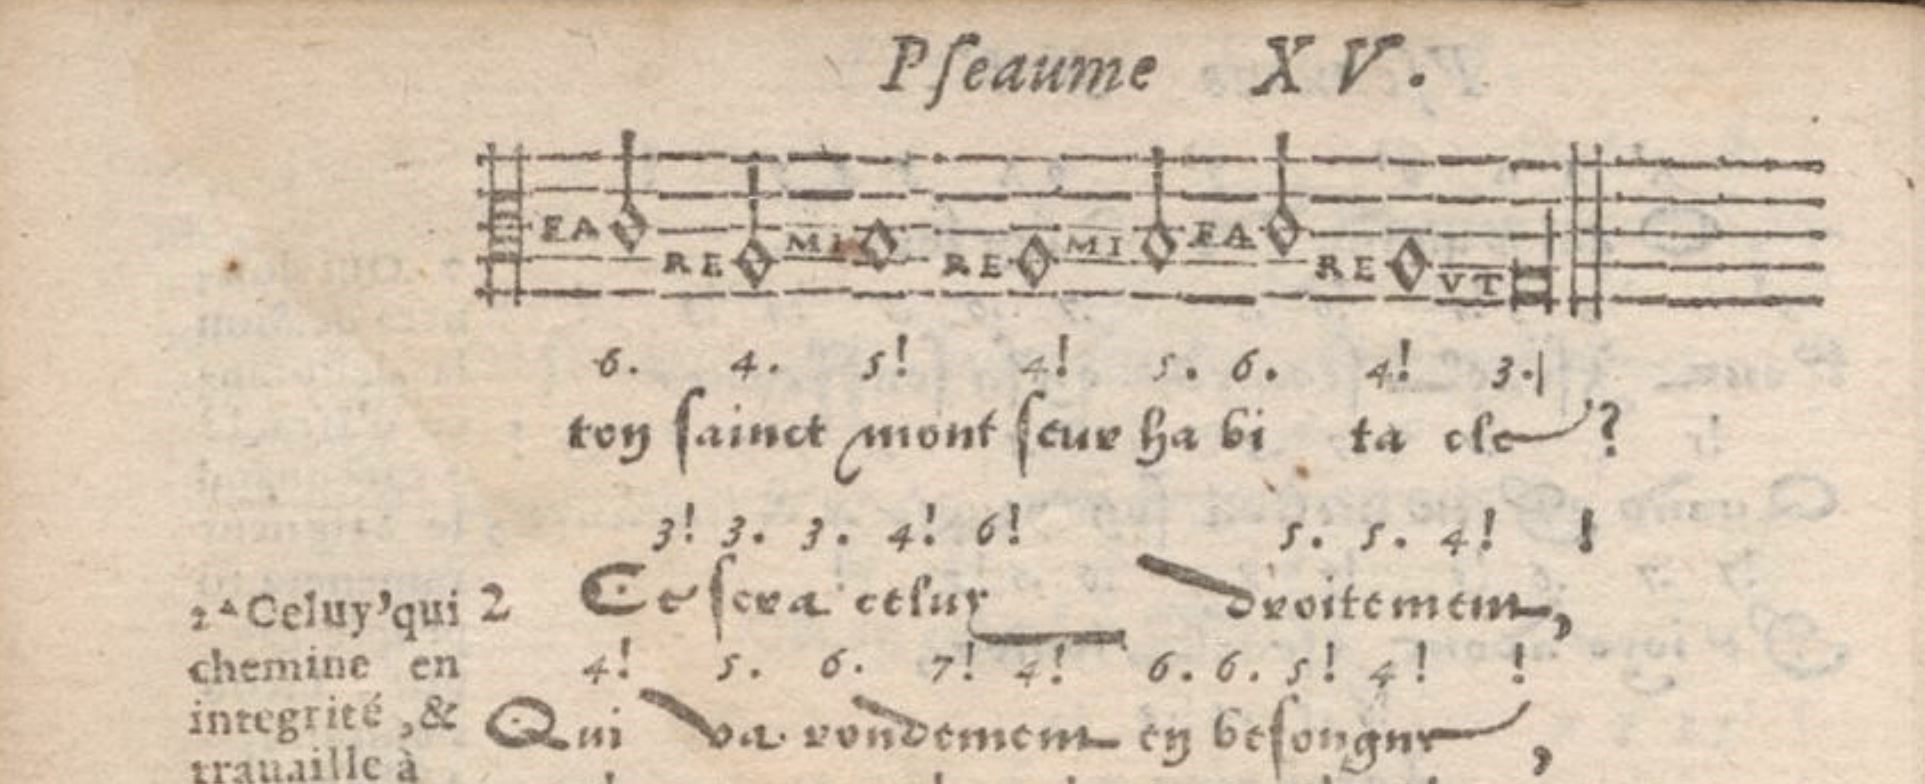 Pſeaume XV.
FA RE MI RE MI FA RE VT
6. 4. 5! 4! 5. 6. 4! 3.|
ton ſainct mont ſeur ha bi ta cle?
3! 3. 3. 4! 6! 5. 5. 4! !
2 Ce ſera celuy droitement,
4! 5. 6. 7! 4! 6. 6. 5! 4! !
Qui va rondement en beſongne,
2 ᴬ Celuy'qui
chemine en
integrité, &
trauaille à